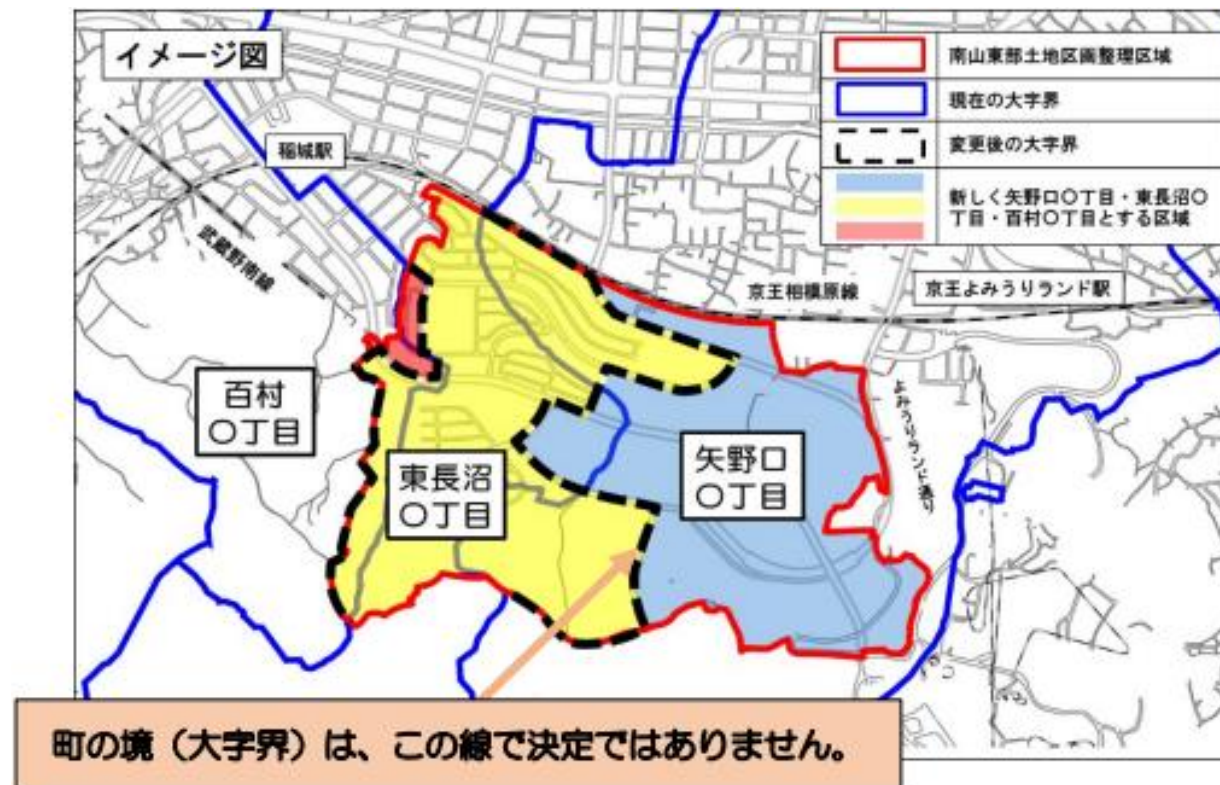 イメージ図
南山東部土地区画整理区域
現在の大字界
変更後の大字界
新しく矢野口〇丁目・東長沼〇
丁目・百村〇丁目とする区域
稲城駅
武蔵野南線
京王相模原線
京王よみうりランド駅
よみうりランド通り
百村
〇丁目
東長沼
〇丁目
矢野口
〇丁目
町の境（大字界）は、この線で決定ではありません。